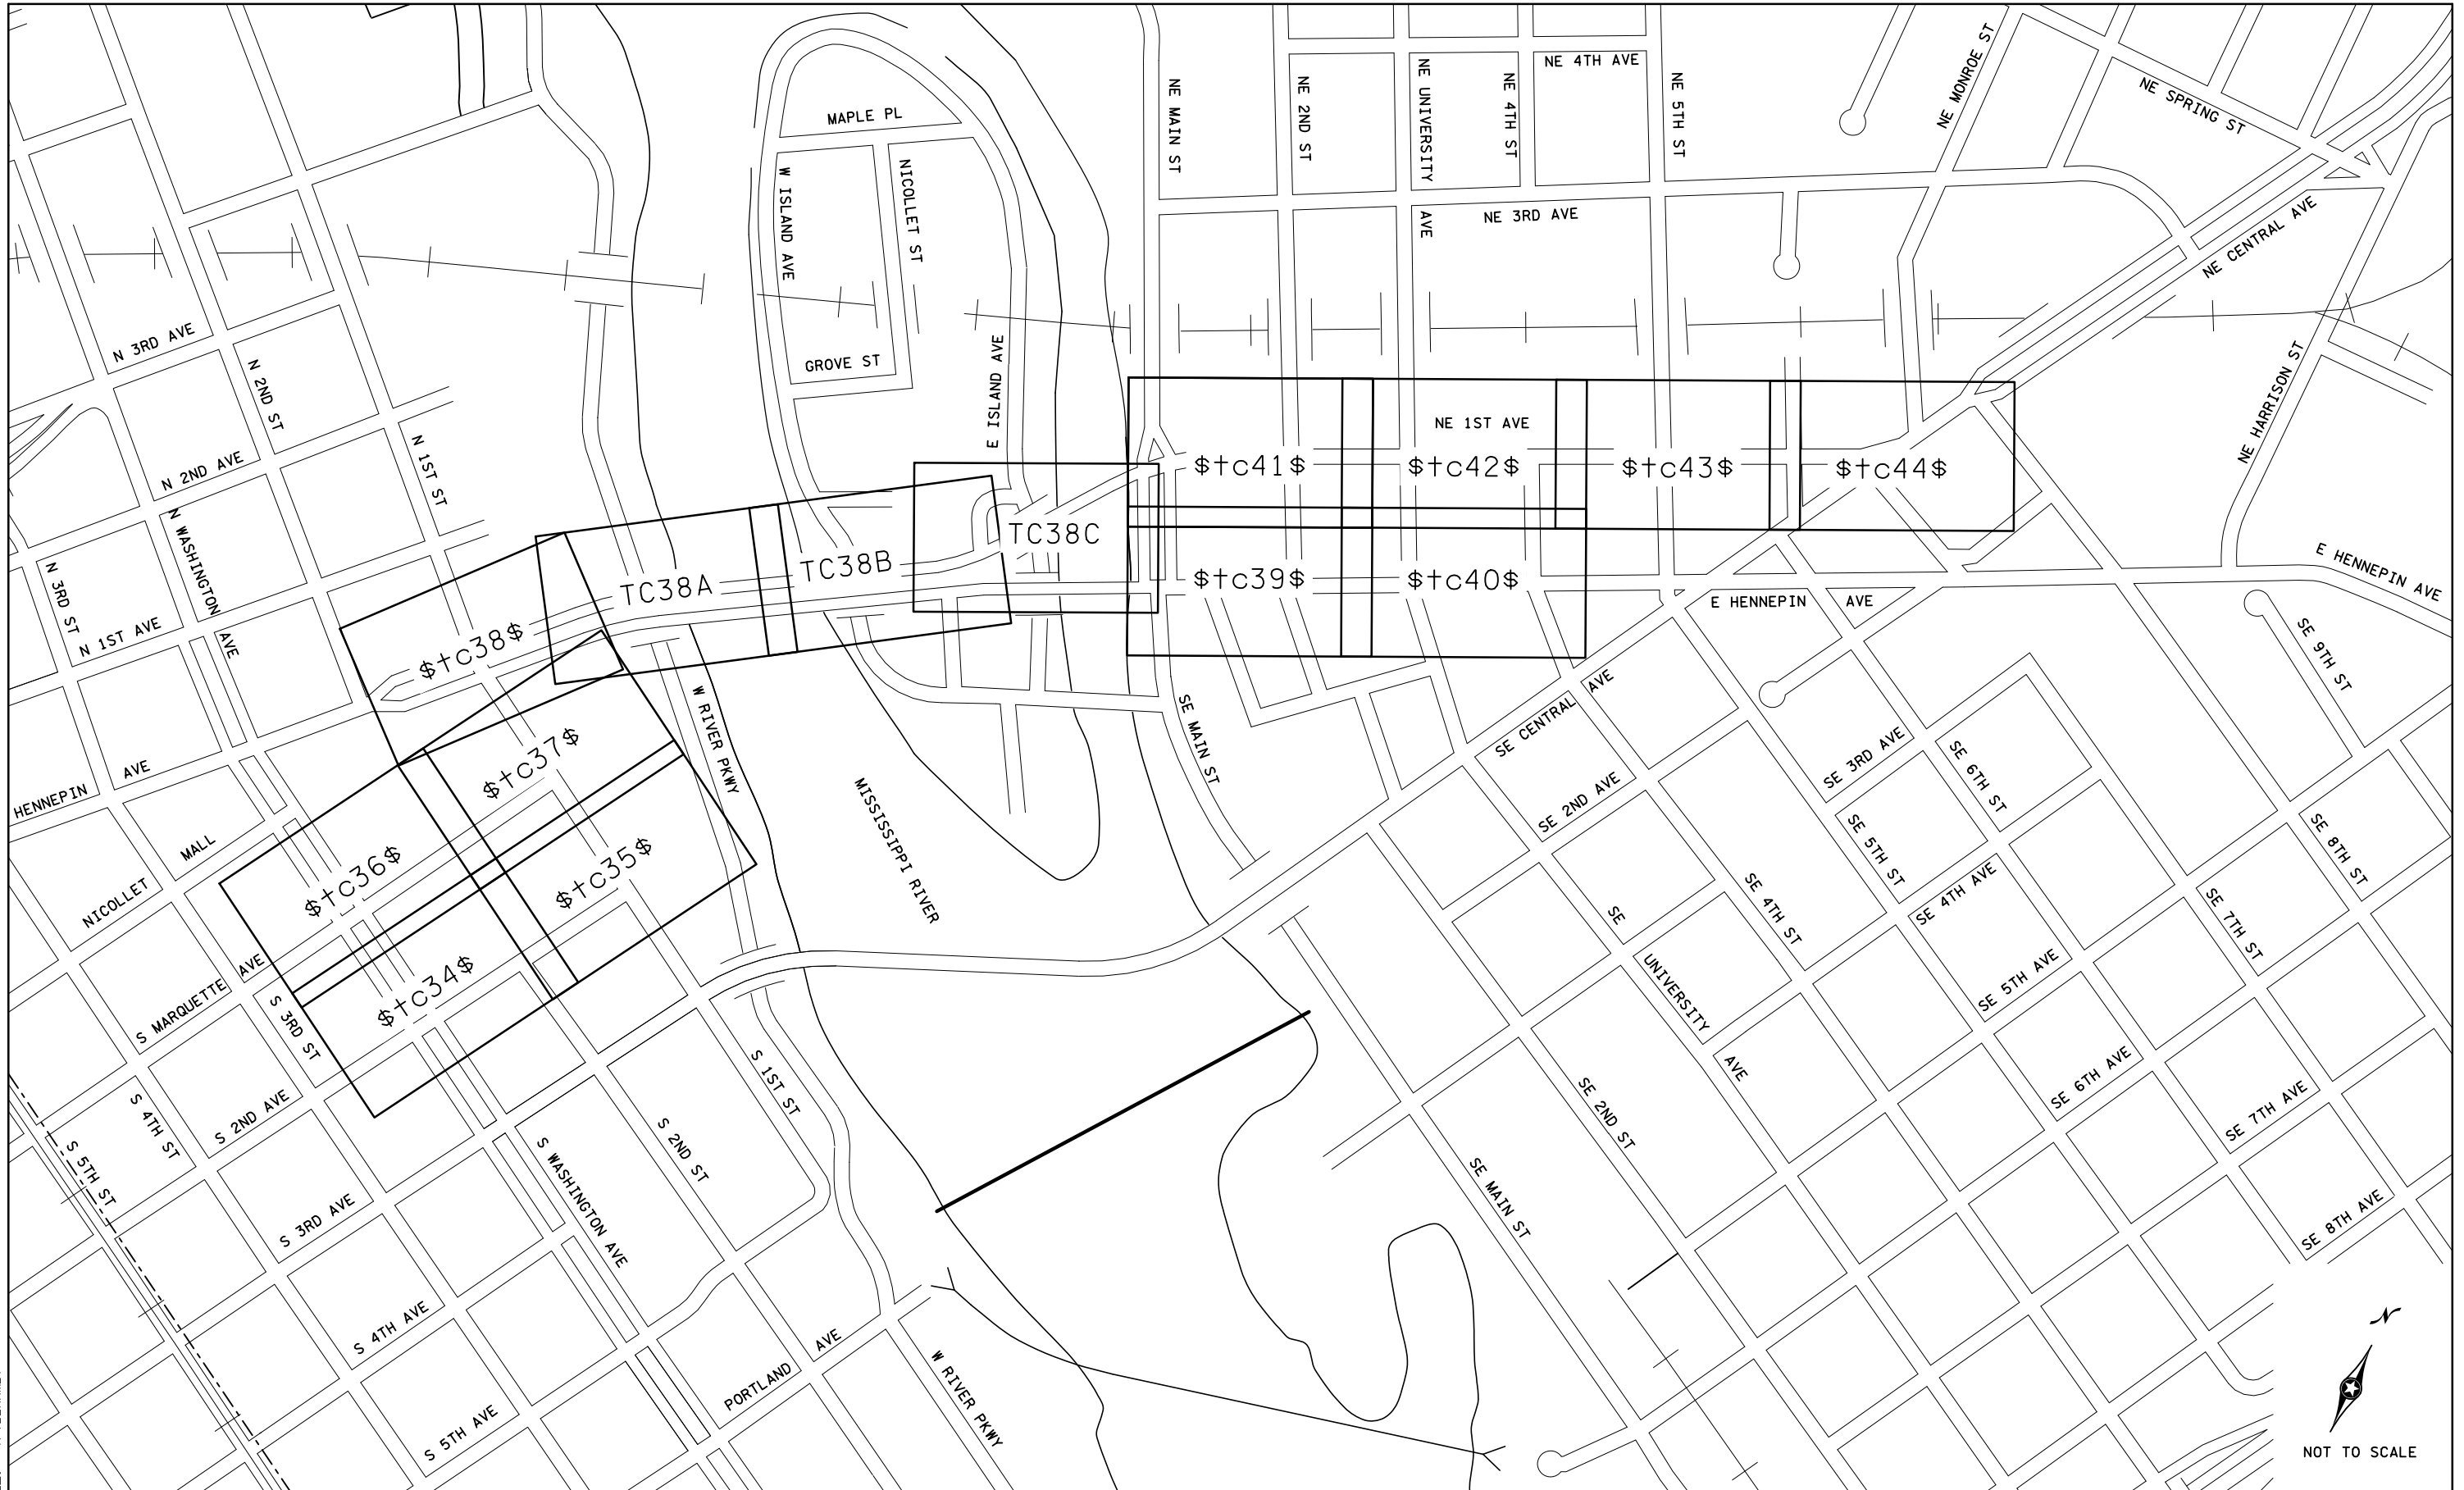 NE 4TH AVE
NE MAIN ST
NE 2ND ST
NE UNIVERSITY
AVE
NE 4TH ST
NE 5TH ST
NE MONROE ST
NE SPRING ST
MAPLE PL
W ISLAND AVE
NICOLLET ST
NE 3RD AVE
NE CENTRAL AVE
N 3RD AVE
N 2ND ST
GROVE ST
E ISLAND AVE
NE HARRISON ST
NE 1ST AVE
N 1ST ST
N 2ND AVE
$tc41$
$tc42$
$tc43$
$tc44$
N WASHINGTON
AVE
TC38C
TC38B
TC38A
$tc39$
$tc40$
E HENNEPIN AVE
E HENNEPIN
AVE
N 3RD ST
N 1ST AVE
$tc38$
SE 9TH ST
W RIVER PKWY
SE MAIN ST
SE CENTRAL
AVE
$tc37$
SE 3RD AVE
SE 6TH ST
HENNEPIN
AVE
MISSISSIPPI RIVER
SE 2ND AVE
MALL
NICOLLET
$tc36$
$tc35$
SE 5TH ST
SE 8TH ST
SE 4TH ST
SE 4TH AVE
SE 7TH ST
SE
UNIVERSITY
AVE
S MARQUETTE
AVE
$tc34$
S 3RD ST
SE 5TH AVE
S 1ST ST
SE 2ND ST
SE 6TH AVE
S 4TH ST
S 2ND AVE
S 5TH ST
S 2ND ST
SE 7TH AVE
S WASHINGTON AVE
SE MAIN ST
S 3RD AVE
SE 8TH AVE
S 4TH AVE
PORTLAND
AVE
W RIVER PKWY
S 5TH AVE
N
NOT TO SCALE